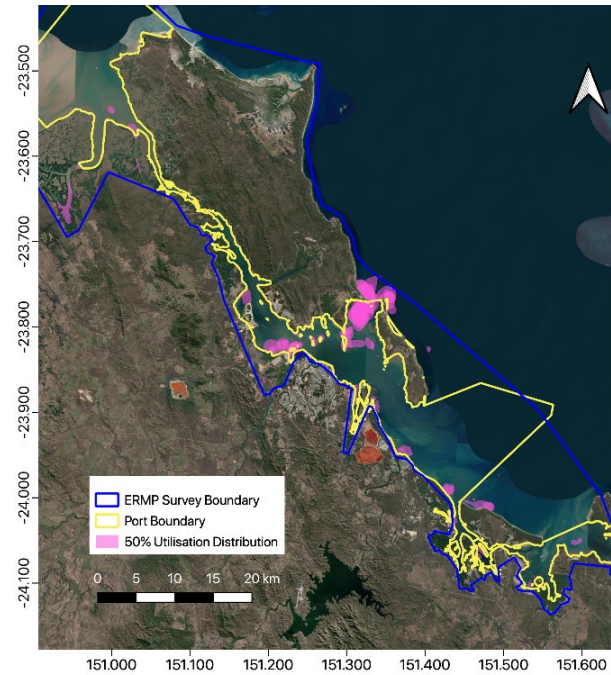 -23.500
-23.600
-23.700
-23.800
-23.900
-24.000
-24.100
ERMP Survey Boundary
Port Boundary
50% Utilisation Distribution
0 5 10 15 20 km
151.000 151.100 151.200 151.300 151.400 151.500 151.600